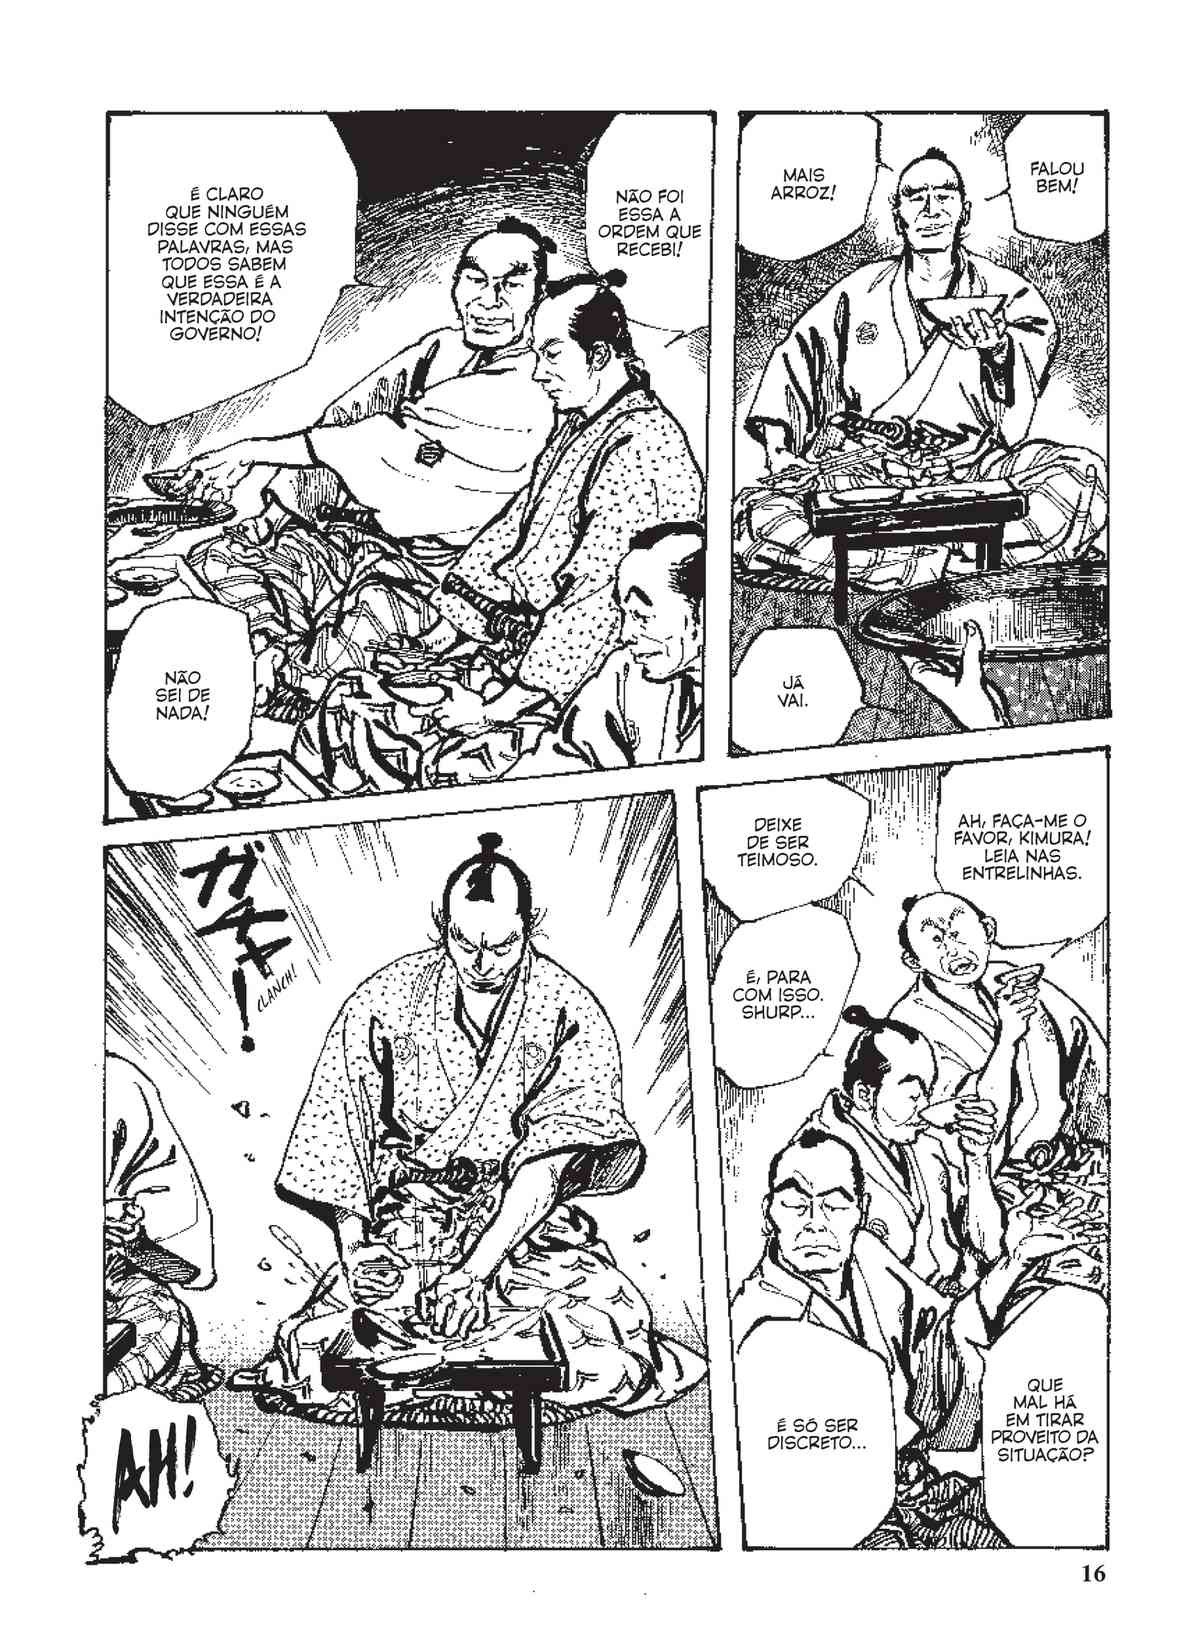 FALOU
BEM!
MAIS
ARROZ!
JÁ
VAI.
NÃO FOI
ESSA A
ORDEM QUE
RECEBI!
É CLARO
QUE NINGUÉM
DISSE COM ESSAS
PALAVRAS, MAS
TODOS SABEM
QUE ESSA É A
VERDADEIRA
INTENÇÃO DO
GOVERNO!
NÃO
SEI DE
NADA!
AH, FAÇA-ME O
FAVOR, KIMURA!
LEIA NAS
ENTRELINHAS.
DEIXE
DE SER
TEIMOSO.
É, PARA
COM ISSO.
SHURP...
QUE
MAL HÁ
EM TIRAR
PROVEITO DA
SITUAÇÃO?
É SÓ SER
DISCRETO...
ガチャ!
CLANCH!
AH!
16